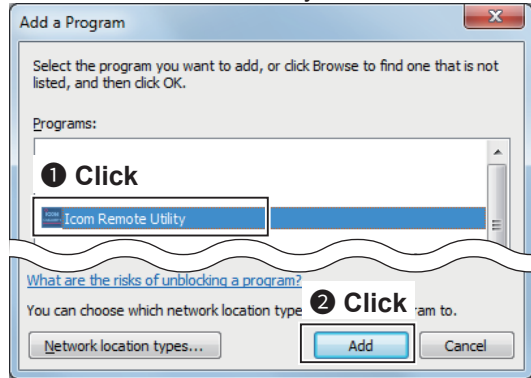 Add a Program
Select the program you want to add, or click Browse to find one that is not
listed, and then click OK.
Programs:
❶ Click
Icom Remote Utility
What are the risks of unblocking a program?
❷ Click
You can choose which network location type ram to.
Network location types... Add Cancel